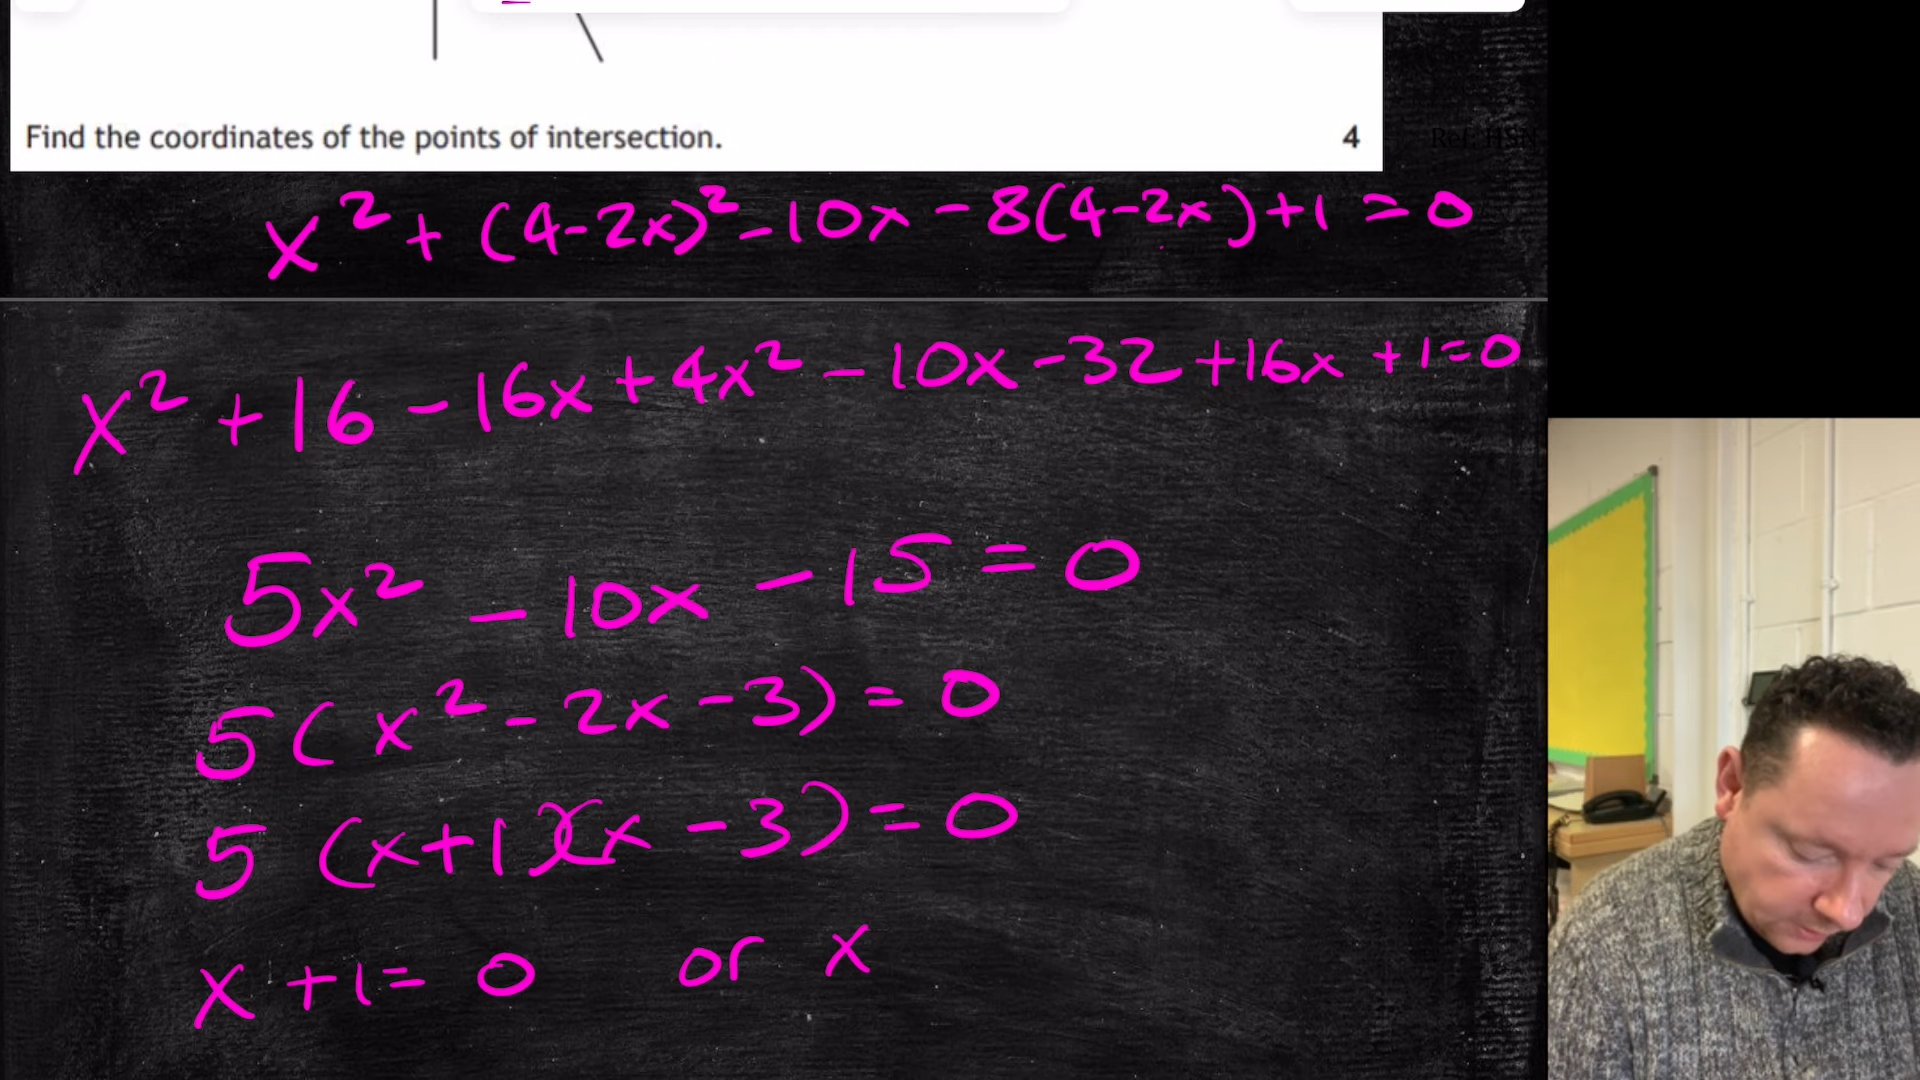 Find the coordinates of the points of intersection. 4
Ref: HSN
x² + (4-2x)² - 10x - 8(4-2x) + 1 = 0
x² + 16 - 16x + 4x² - 10x - 32 + 16x + 1 = 0
5x² - 10x - 15 = 0
5(x² - 2x - 3) = 0
5 (x+1)(x - 3) = 0
x + 1 = 0 or x